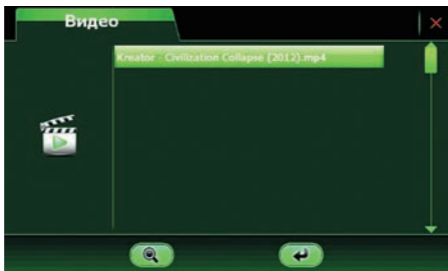 Видео
Kreator - Civilization Collapse (2012).mp4